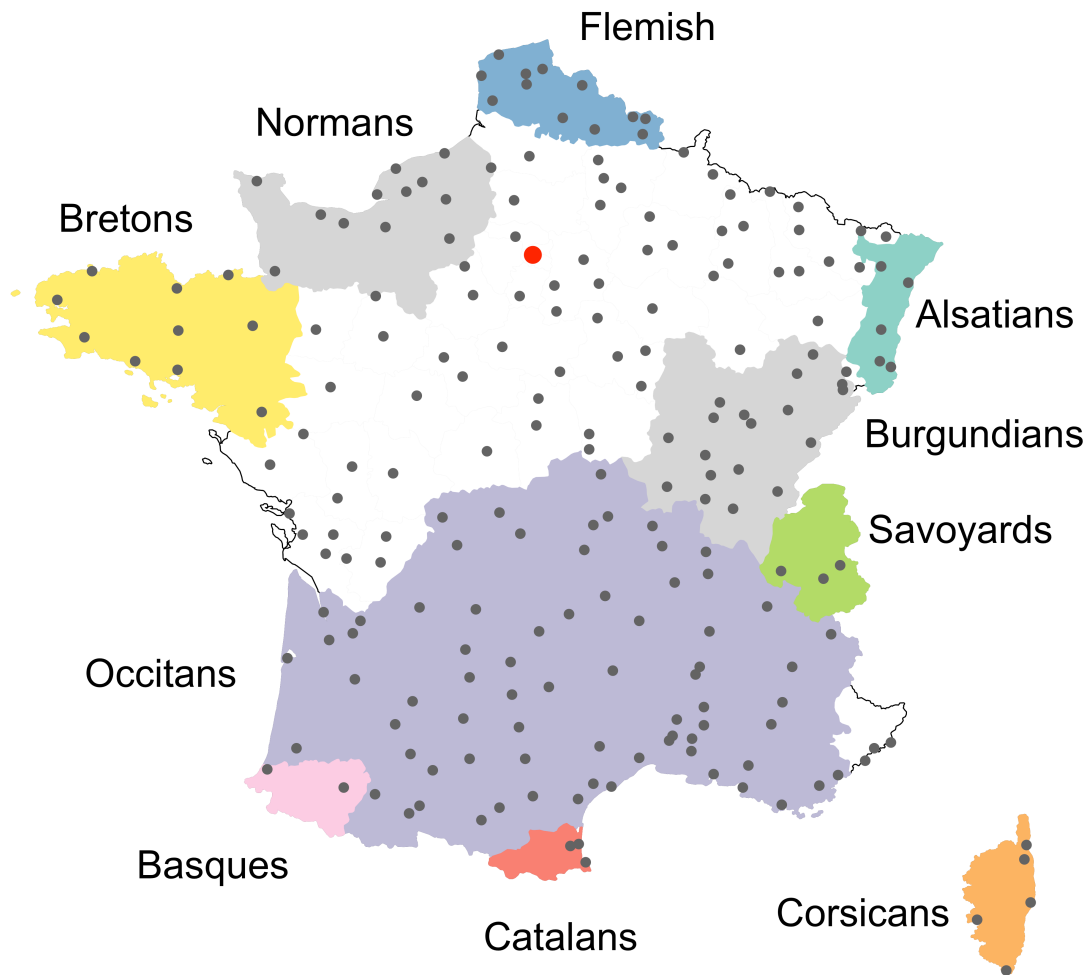 Flemish
Normans
Bretons
Alsatians
Burgundians
Savoyards
Occitans
Basques
Catalans
Corsicans